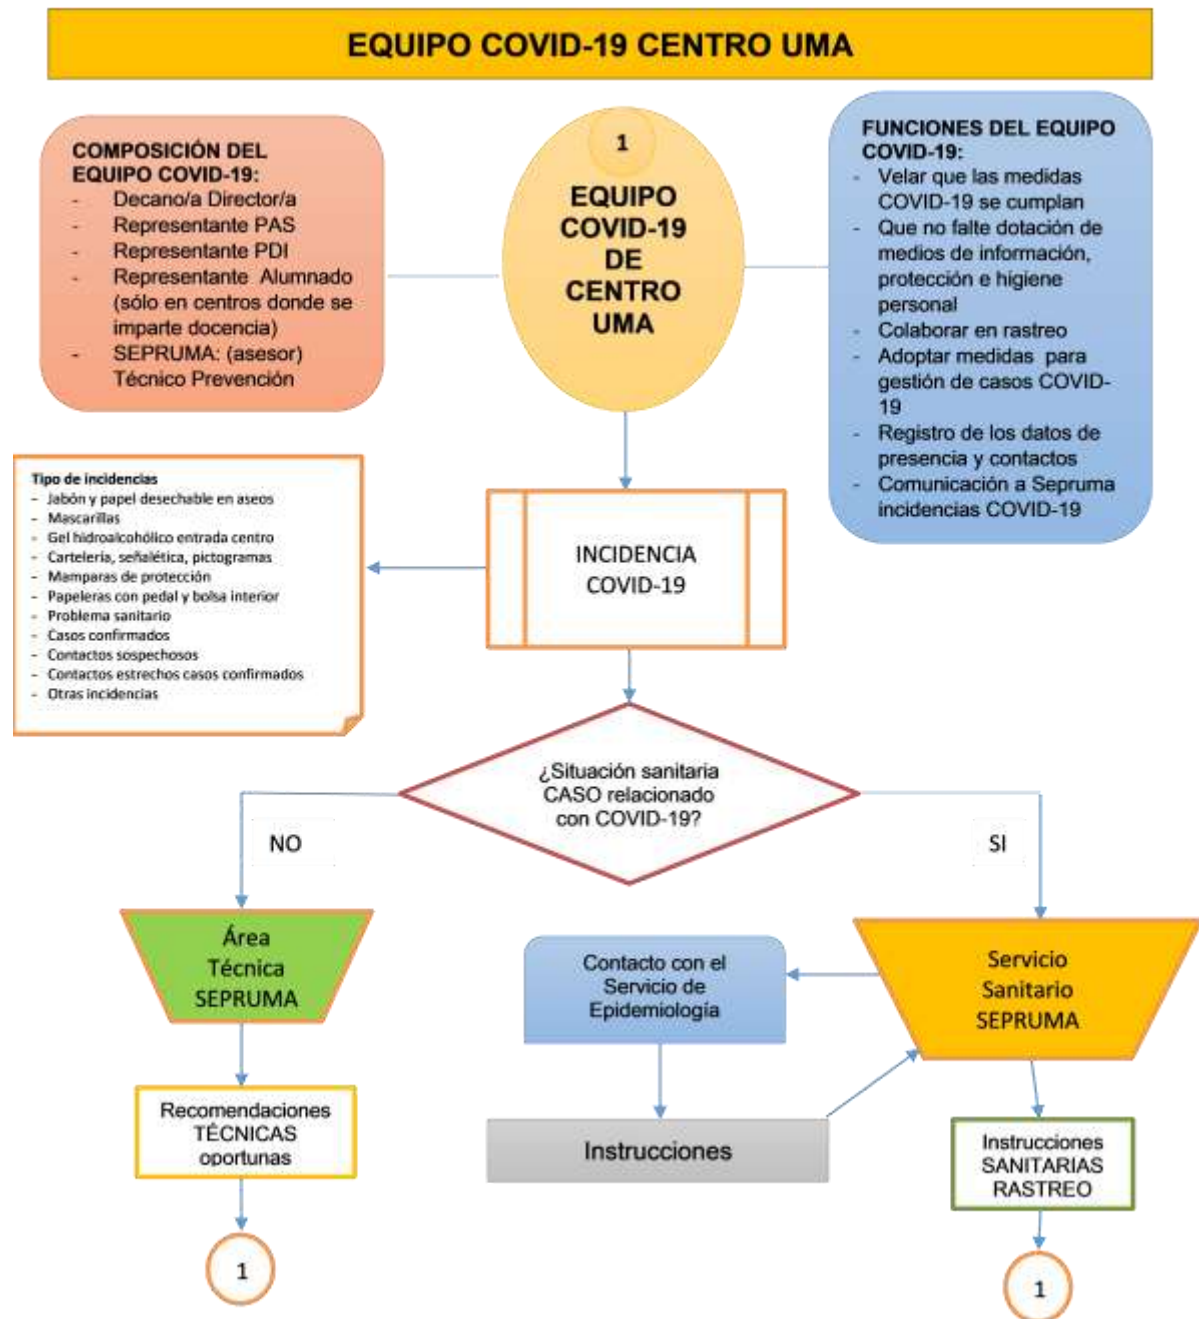 EQUIPO COVID-19 CENTRO UMA
COMPOSICIÓN DEL
EQUIPO COVID-19:
- Decano/a Director/a
- Representante PAS
- Representante PDI
- Representante Alumnado
(sólo en centros donde se
imparte docencia)
- SEPRUMA: (asesor)
Técnico Prevención
1
EQUIPO
COVID-19
DE
CENTRO
UMA
FUNCIONES DEL EQUIPO
COVID-19:
- Velar que las medidas
COVID-19 se cumplan
- Que no falte dotación de
medios de información,
protección e higiene
personal
- Colaborar en rastreo
- Adoptar medidas para
gestión de casos COVID-
19
- Registro de los datos de
presencia y contactos
- Comunicación a Sepruma
incidencias COVID-19
Tipo de incidencias
- Jabón y papel desechable en aseos
- Mascarillas
- Gel hidroalcohólico entrada centro
- Cartelería, señalética, pictogramas
- Mamparas de protección
- Papeleras con pedal y bolsa interior
- Problema sanitario
- Casos confirmados
- Contactos sospechosos
- Contactos estrechos casos confirmados
- Otras incidencias
INCIDENCIA
COVID-19
¿Situación sanitaria
CASO relacionado
con COVID-19?
NO
SI
Área
Técnica
SEPRUMA
Contacto con el
Servicio de
Epidemiología
Servicio
Sanitario
SEPRUMA
Recomendaciones
TÉCNICAS
oportunas
Instrucciones
Instrucciones
SANITARIAS
RASTREO
1
1